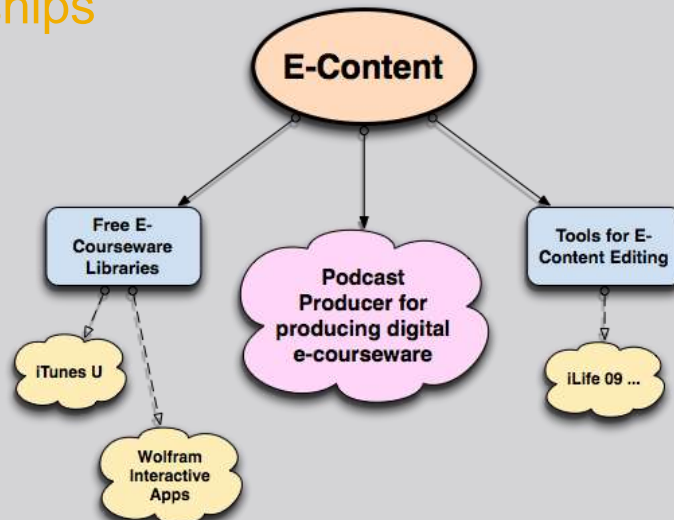 E-Content
Free E-
Courseware
Libraries
Podcast
Producer for
producing digital
e-courseware
Tools for E-
Content Editing
iTunes U
iLife 09 ...
Wolfram
Interactive
Apps